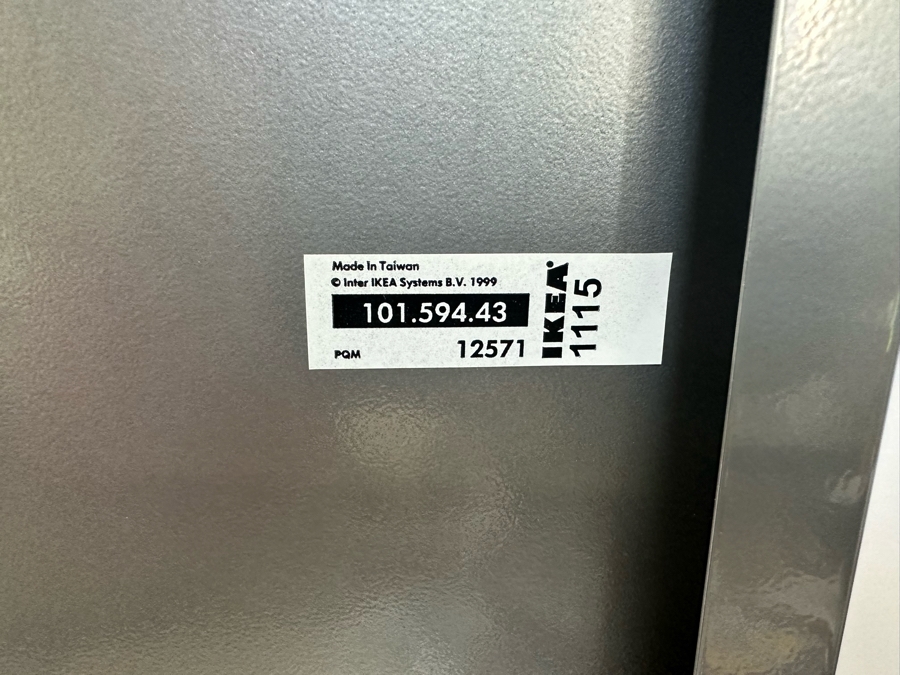 Made In Taiwan
© Inter IKEA Systems B.V. 1999
101.594.43
PQM 12571
IKEA®
1115